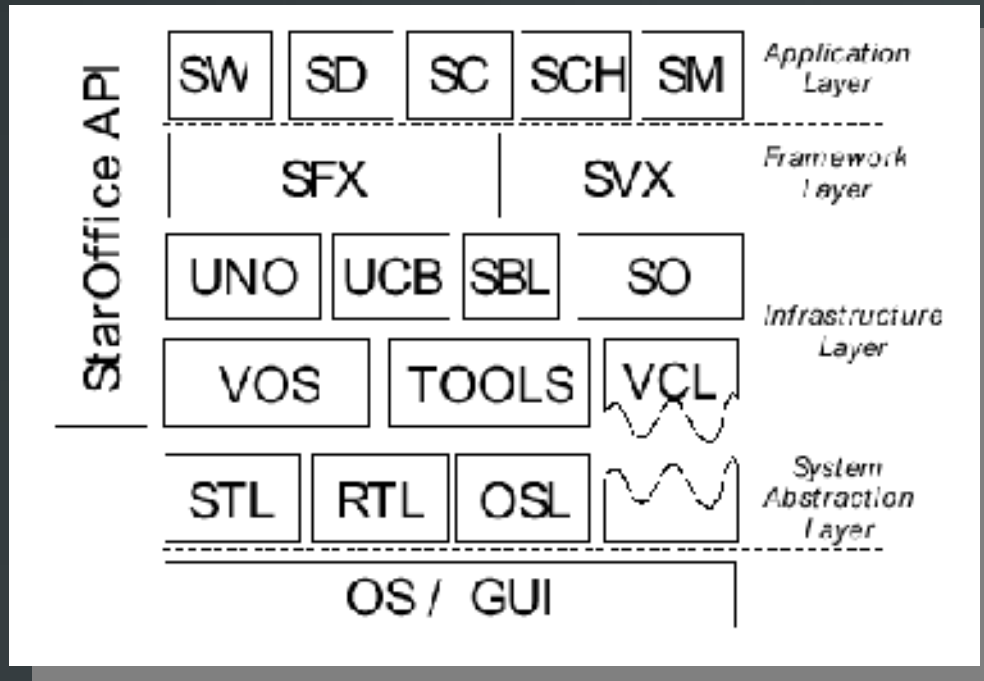 StarOffice API
SW SD SC SCH SM
Application
Layer
SFX SVX
Framework
Layer
UNO UCB SBL SO
Infrastructure
Layer
VOS TOOLS VCL
STL RTL OSL
System
Abstraction
Layer
OS / GUI